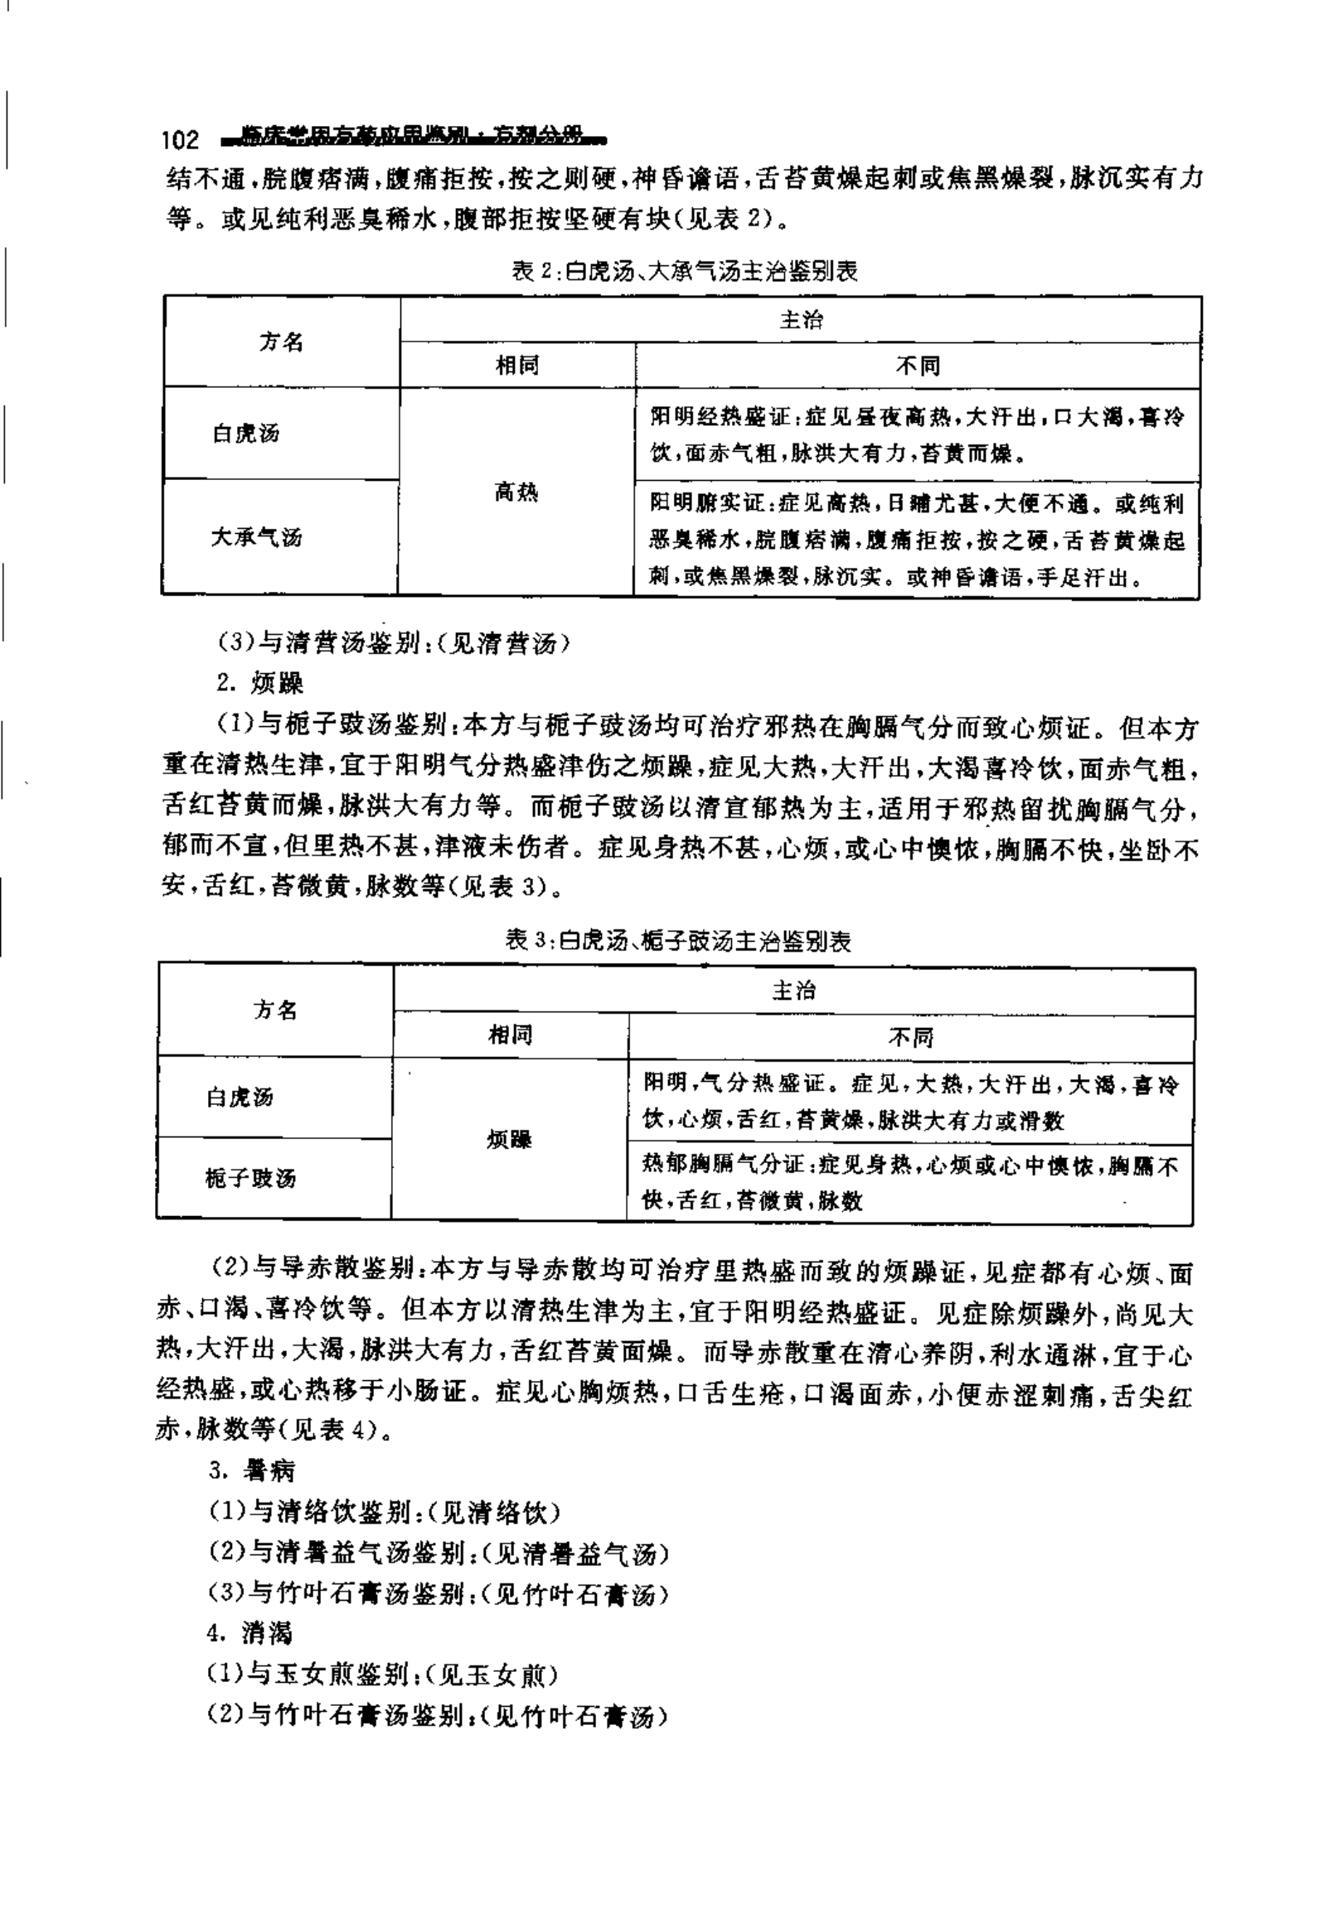 102 临床常用方药应用鉴别·方剂分册
结不通,脘腹痞满,腹痛拒按,按之则硬,神昏谵语,舌苔黄燥起刺或焦黑燥裂,脉沉实有力
等。或见纯利恶臭稀水,腹部拒按坚硬有块(见表 2)。
表 2:白虎汤、大承气汤主治鉴别表
方名
主治
相同
不同
白虎汤
高热
阳明经热盛证:症见昼夜高热,大汗出,口大渴,喜冷
饮,面赤气粗,脉洪大有力,苔黄而燥。
大承气汤
阳明腑实证:症见高热,日晡尤甚,大便不通。或纯利
恶臭稀水,脘腹痞满,腹痛拒按,按之硬,舌苔黄燥起
刺,或焦黑燥裂,脉沉实。或神昏谵语,手足汗出。
(3)与清营汤鉴别:(见清营汤)
2. 烦躁
(1)与栀子豉汤鉴别:本方与栀子豉汤均可治疗邪热在胸膈气分而致心烦证。但本方
重在清热生津,宜于阳明气分热盛津伤之烦躁,症见大热,大汗出,大渴喜冷饮,面赤气粗,
舌红苔黄而燥,脉洪大有力等。而栀子豉汤以清宣郁热为主,适用于邪热留扰胸膈气分,
郁而不宣,但里热不甚,津液未伤者。症见身热不甚,心烦,或心中懊侬,胸膈不快,坐卧不
安,舌红,苔微黄,脉数等(见表 3)。
表 3:白虎汤、栀子豉汤主治鉴别表
方名
主治
相同
不同
白虎汤
烦躁
阳明,气分热盛证。症见,大热,大汗出,大渴,喜冷
饮,心烦,舌红,苔黄燥,脉洪大有力或滑数
栀子豉汤
热郁胸膈气分证:症见身热,心烦或心中懊侬,胸膈不
快,舌红,苔微黄,脉数
(2)与导赤散鉴别:本方与导赤散均可治疗里热盛而致的烦躁证,见症都有心烦、面
赤、口渴、喜冷饮等。但本方以清热生津为主,宜于阳明经热盛证。见症除烦躁外,尚见大
热,大汗出,大渴,脉洪大有力,舌红苔黄面燥。而导赤散重在清心养阴,利水通淋,宜于心
经热盛,或心热移于小肠证。症见心胸烦热,口舌生疮,口渴面赤,小便赤涩刺痛,舌尖红
赤,脉数等(见表 4)。
3. 暑病
(1)与清络饮鉴别:(见清络饮)
(2)与清暑益气汤鉴别:(见清暑益气汤)
(3)与竹叶石膏汤鉴别:(见竹叶石膏汤)
4. 消渴
(1)与玉女煎鉴别:(见玉女煎)
(2)与竹叶石膏汤鉴别:(见竹叶石膏汤)